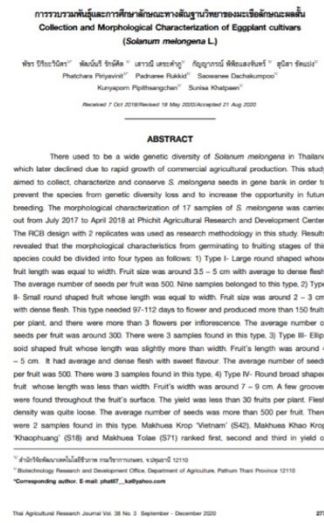 การรวบรวมพันธุ์และการศึกษาลักษณะทางสัณฐานวิทยาของมะเขือลักษณะผลสั้น
Collection and Morphological Characterization of Eggplant cultivars
(Solanum melongena L.)
Phatchara Piriyavinit Padnaree Rukkid Saowanee Dachakumpoo
Kunyaporn Pipithsangchan Sunisa Khatpaen
Received 7 Oct 2019/Revised 18 May 2020/Accepted 21 Aug 2020
ABSTRACT
There used to be a wide genetic diversity of Solanum melongena in Thailand
which later declined due to rapid growth of commercial agricultural production. This study
aimed to collect, characterize and conserve S. melongena seeds in gene bank in order to
prevent the species from genetic diversity loss and to increase the opportunity in future
breeding. The morphological characterization of 17 samples of S. melongena was carried
out from July 2017 to April 2018 at Phichit Agricultural Research and Development Center.
The RCB design with 2 replicates was used as research methodology in this study. Results
revealed that the morphological characteristics from germinating to fruiting stages of this
species could be divided into four types as follows: 1) Type I- Large round shaped whose
fruit length was equal to width. Fruit size was around 3.5 – 5 cm with average to dense flesh.
The average number of seeds per fruit was 500. Nine samples belonged to this type, 2) Type
II- Small round shaped fruit whose length was equal to width. Fruit size was around 2 – 3 cm
with dense flesh. This type needed 97-112 days to flower and produced more than 150 fruits
per plant, and there were more than 3 flowers per inflorescence. The average number of
seeds per fruit was around 300. There were 3 samples found in this type, 3) Type III- Ellip
soid shaped fruit whose length was slightly more than width. Fruit's length was around 4
– 5 cm. It had average and dense flesh with sweet flavour. The average number of seeds
per fruit was 500. There were 3 samples found in this type, 4) Type IV- Round broad shaped
fruit whose length was less than width. Fruit's width was around 7 – 9 cm. A few grooves
were found throughout the fruit's surface. The yield was less than 30 fruits per plant. Flesh
density was quite loose. The average number of seeds was more than 500 per fruit. There
were 2 samples found in this type. Makhuea Krop 'Vietnam' (S42), Makhuea Khao Krop
'Khaophuang' (S18) and Makhuea Tolae (S71) ranked first, second and third in yield of
Biotechnology Research and Development Office, Department of Agriculture, Pathum Thani Province 12110
*Corresponding author. E-mail: phat67_ka@yahoo.com
Thai Agricultural Research Journal Vol. 38 No. 3 September - December 2020